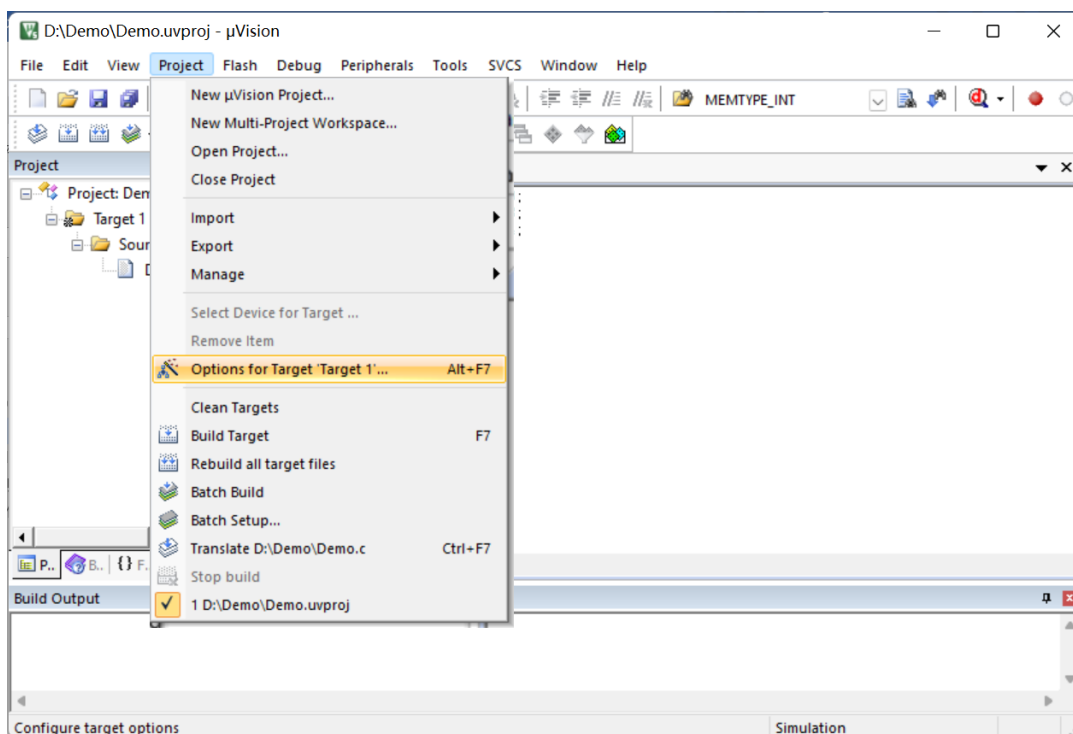 D:\Demo\Demo.uvproj - µVision
File Edit View Project Flash Debug Peripherals Tools SVCS Window Help
MEMTYPE_INT
New µVision Project...
New Multi-Project Workspace...
Open Project...
Close Project
Import
Export
Manage
Select Device for Target ...
Remove Item
Options for Target 'Target 1'... Alt+F7
Clean Targets
Build Target F7
Rebuild all target files
Batch Build
Batch Setup...
Translate D:\Demo\Demo.c Ctrl+F7
Stop build
1 D:\Demo\Demo.uvproj
Project
Project: Dem
Target 1
Sour
P.. B.. {} F..
Build Output
Configure target options Simulation